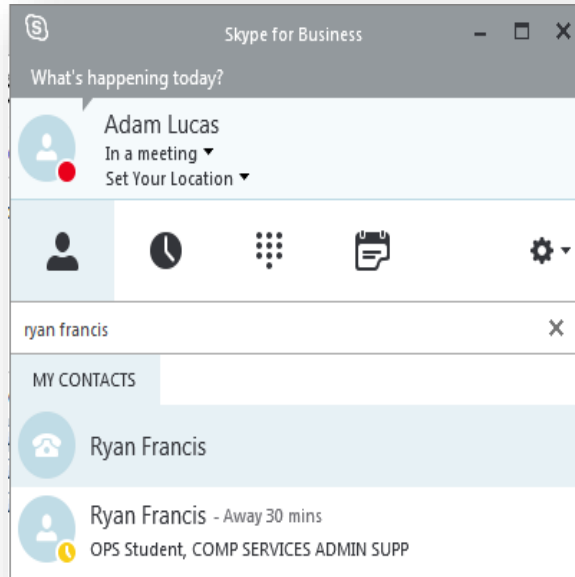 Skype for Business
What's happening today?
Adam Lucas
In a meeting
Set Your Location
ryan francis
MY CONTACTS
Ryan Francis
Ryan Francis - Away 30 mins
OPS Student, COMP SERVICES ADMIN SUPP